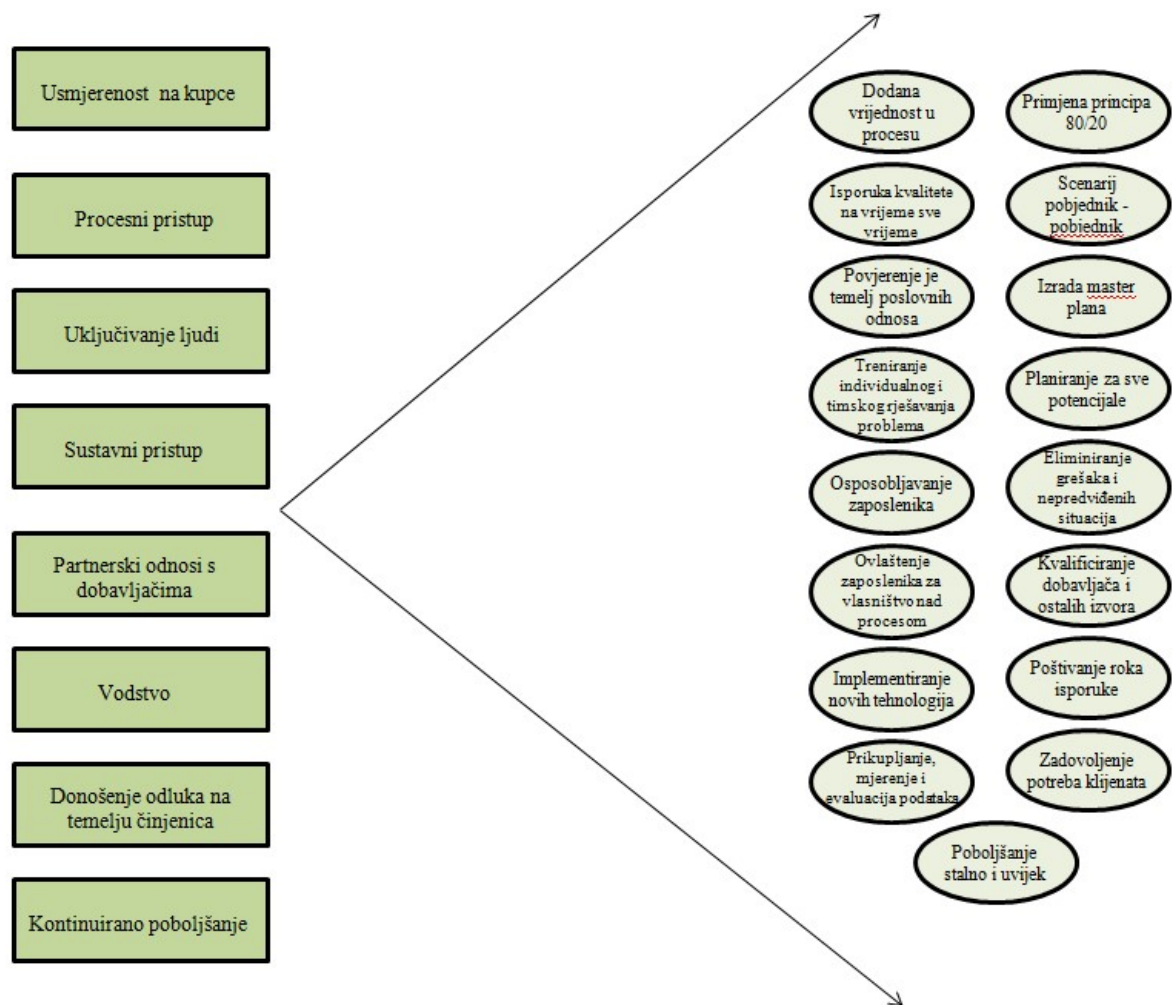 Usmjerenost na kupce
Procesni pristup
Uključivanje ljudi
Sustavni pristup
Partnerski odnosi s
dobavljačima
Vodstvo
Donošenje odluka na
temelju činjenica
Kontinuirano poboljšanje
Dodana
vrijednost u
procesu
Isporuka kvalitete
na vrijeme sve
vrijeme
Povjerenje je
temelj poslovnih
odnosa
Treniranje
individualnog i
timskog rješavanja
problema
Osposobljavanje
zaposlenika
Ovlaštenje
zaposlenika za
vlasništvo nad
procesom
Implementiranje
novih tehnologija
Prikupljanje,
mjerenje i
evaluacija podataka
Primjena principa
80/20
Scenarij
pobjednik -
pobjednik
Izrada master
plana
Planiranje za sve
potencijale
Eliminiranje
grešaka i
nepredviđenih
situacija
Kvalificiranje
dobavljača i
ostalih izvora
Poštivanje roka
isporuke
Zadovoljenje
potreba klijenata
Poboljšanje
stalno i uvijek